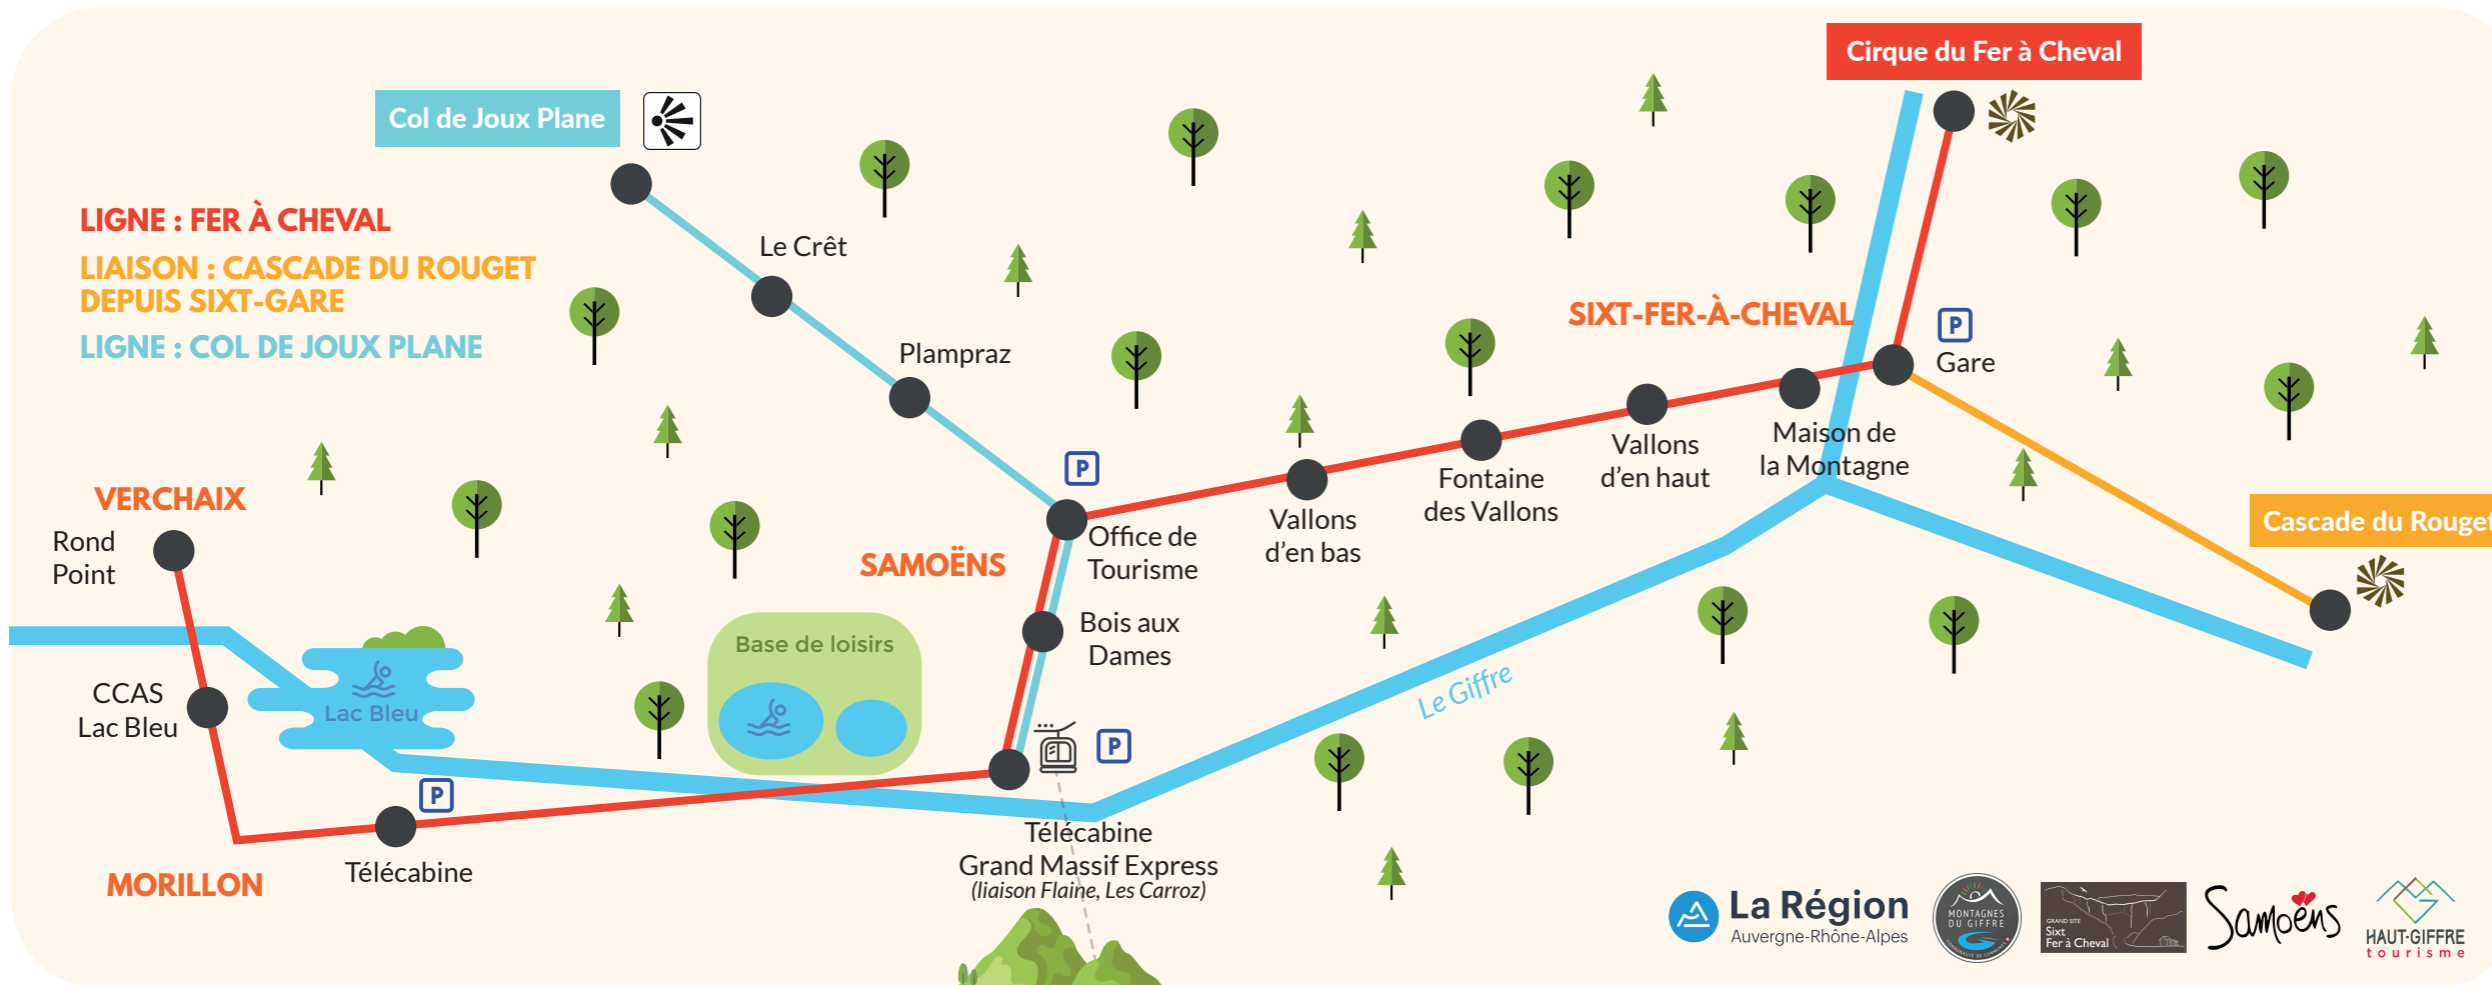 Cirque du Fer à Cheval
Col de Joux Plane
LIGNE : FER À CHEVAL
LIAISON : CASCADE DU ROUGET
DEPUIS SIXT-GARE
LIGNE : COL DE JOUX PLANE
Le Crêt
Plampraz
SIXT-FER-À-CHEVAL
P
Gare
Maison de
la Montagne
Vallons
d'en haut
Fontaine
des Vallons
Vallons
d'en bas
P
Office de
Tourisme
SAMOËNS
Bois aux
Dames
Cascade du Rouget
VERCHAIX
Rond
Point
CCAS
Lac Bleu
Lac Bleu
Base de loisirs
Le Giffre
P
P
Télécabine
MORILLON
Télécabine
Grand Massif Express
(liaison Flaine, Les Carroz)
La Région
Auvergne-Rhône-Alpes
MONTAGNES
DU GIFFRE
GRAND SITE
Sixt
Fer à Cheval
Samoëns
HAUT-GIFFRE
tourisme